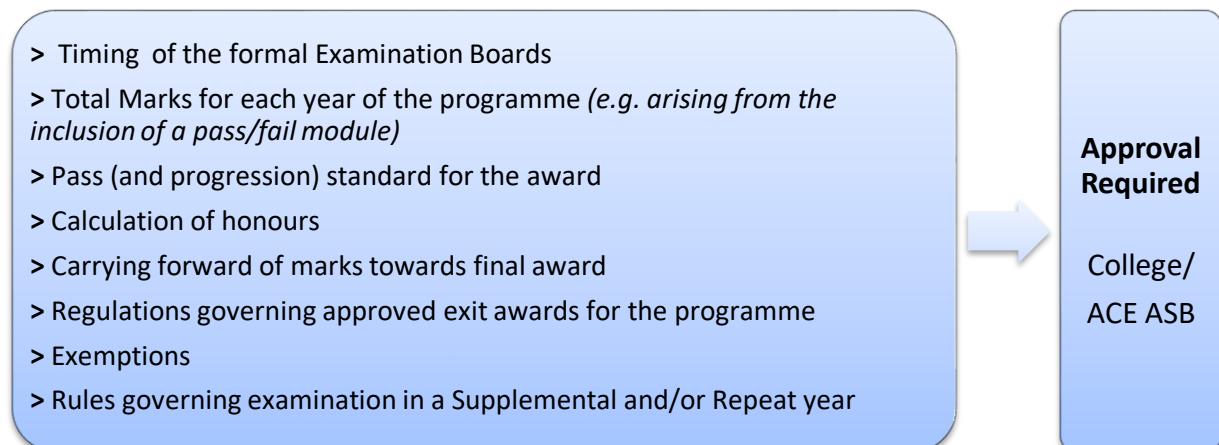 > Timing of the formal Examination Boards
> Total Marks for each year of the programme (e.g. arising from the
inclusion of a pass/fail module)
> Pass (and progression) standard for the award
> Calculation of honours
> Carrying forward of marks towards final award
> Regulations governing approved exit awards for the programme
> Exemptions
> Rules governing examination in a Supplemental and/or Repeat year
Approval
Required
College/
ACE ASB